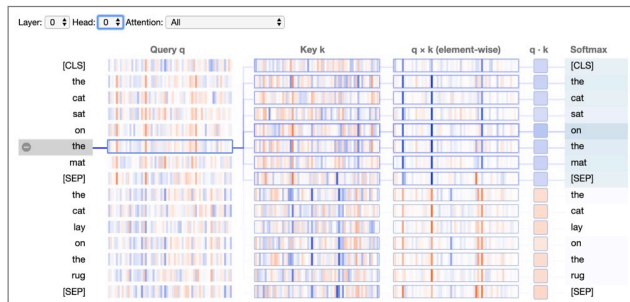 Layer: 0 Head: 0 Attention: All
Query q Key k q × k (element-wise) q · k Softmax
[CLS] [CLS]
the the
cat cat
sat sat
on on
the the
mat mat
[SEP] [SEP]
the the
cat cat
lay lay
on on
the the
rug rug
[SEP] [SEP]